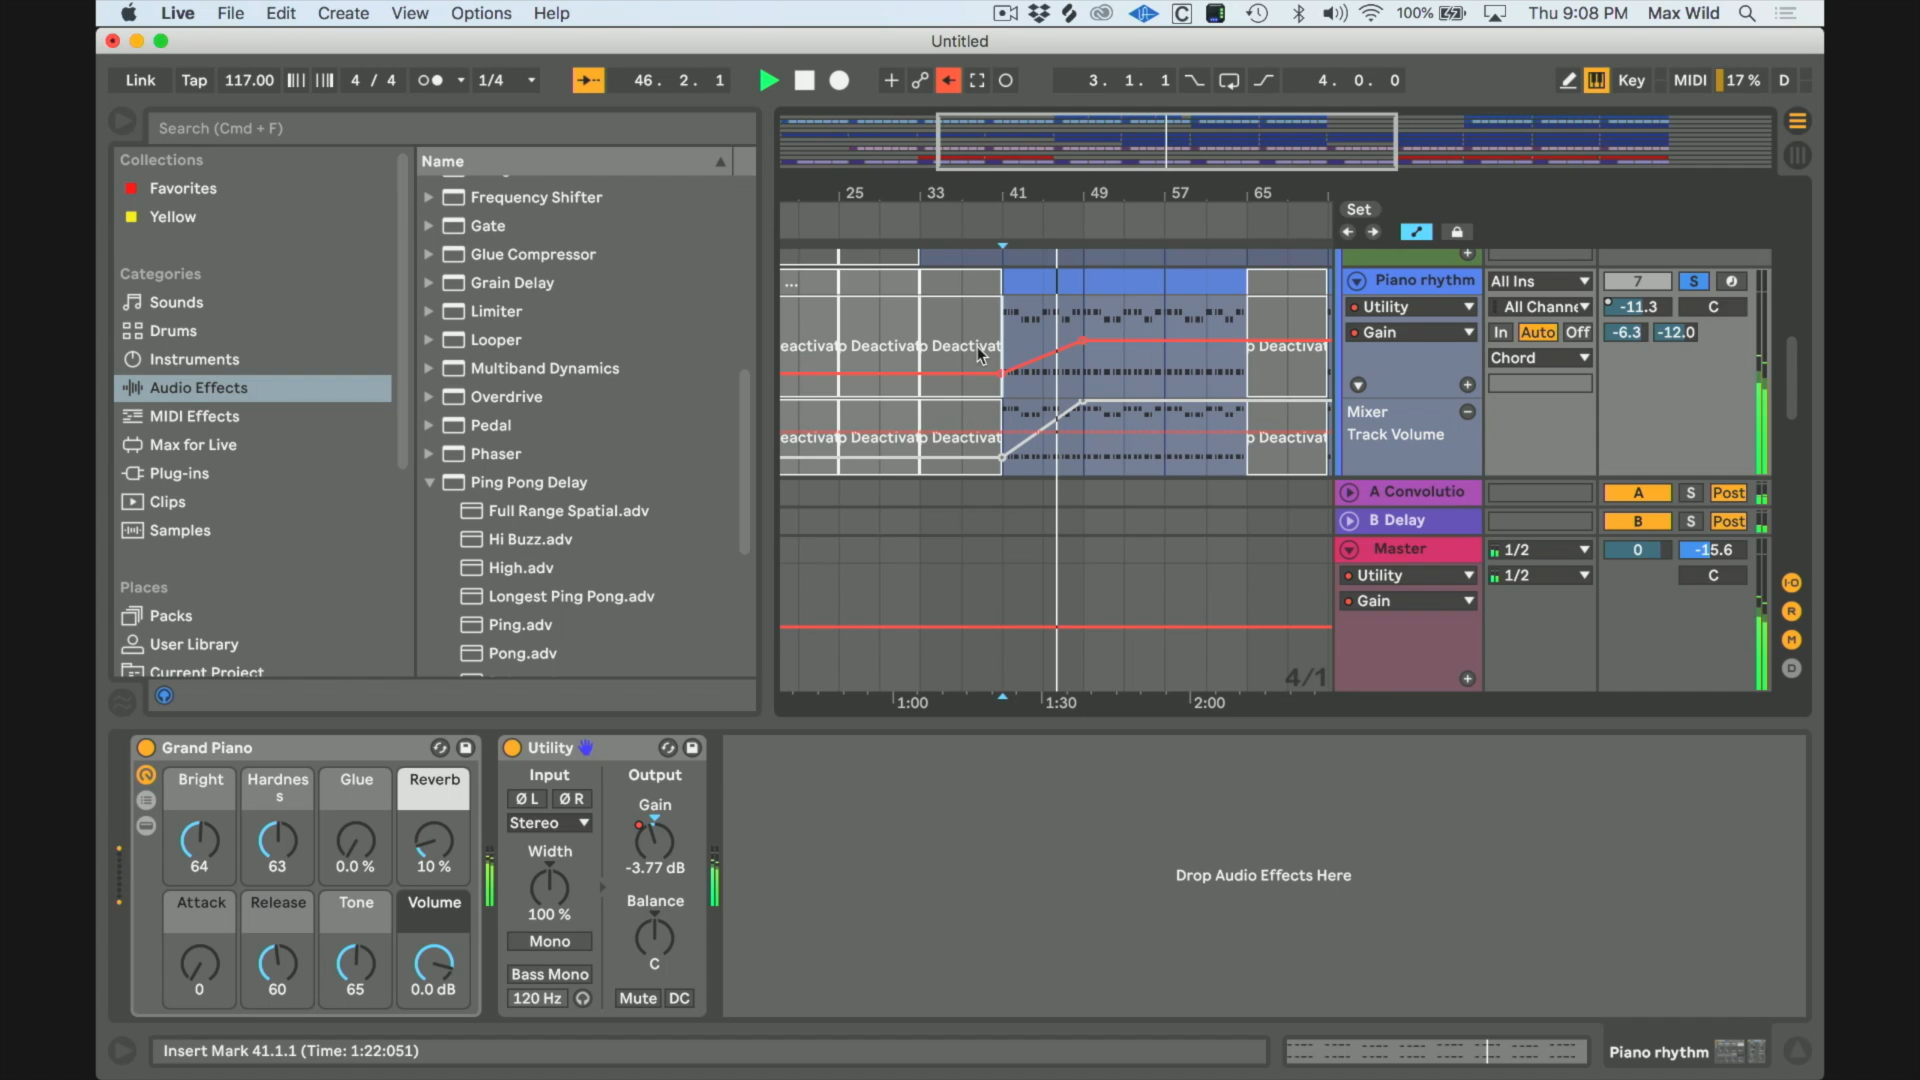 Live File Edit Create View Options Help 100% Thu 9:08 PM Max Wild
Untitled
Link Tap 117.00 4 / 4 1/4 46. 2. 1 3. 1. 1 4. 0. 0 Key MIDI 17 % D
Search (Cmd + F)
Collections
Favorites
Yellow
Categories
Sounds
Drums
Instruments
Audio Effects
MIDI Effects
Max for Live
Plug-ins
Clips
Samples
Places
Packs
User Library
Current Project
Name
Frequency Shifter
Gate
Glue Compressor
Grain Delay
Limiter
Looper
Multiband Dynamics
Overdrive
Pedal
Phaser
Ping Pong Delay
Full Range Spatial.adv
Hi Buzz.adv
High.adv
Longest Ping Pong.adv
Ping.adv
Pong.adv
25 33 41 49 57 65
Set
...
eactivat p Deactivat p Deactivat p Deactivat
eactivat p Deactivat p Deactivat p Deactivat
4/1
1:00 1:30 2:00
Piano rhythm All Ins 7 S
Utility All Channe -11.3 C
Gain In Auto Off -6.3 -12.0
Chord
Mixer
Track Volume
A Convolutio A S Post
B Delay B S Post
Master 1/2 0 -15.6
Utility 1/2 C
Gain
I·O
R
M
D
Grand Piano
Bright Hardnes
s Glue Reverb
64 63 0.0 % 10 %
Attack Release Tone Volume
0 60 65 0.0 dB
Utility
Input Output
Ø L Ø R Gain
Stereo
Width -3.77 dB
100 % Balance
Mono C
Bass Mono
120 Hz Mute DC
Drop Audio Effects Here
Insert Mark 41.1.1 (Time: 1:22:051)
Piano rhythm